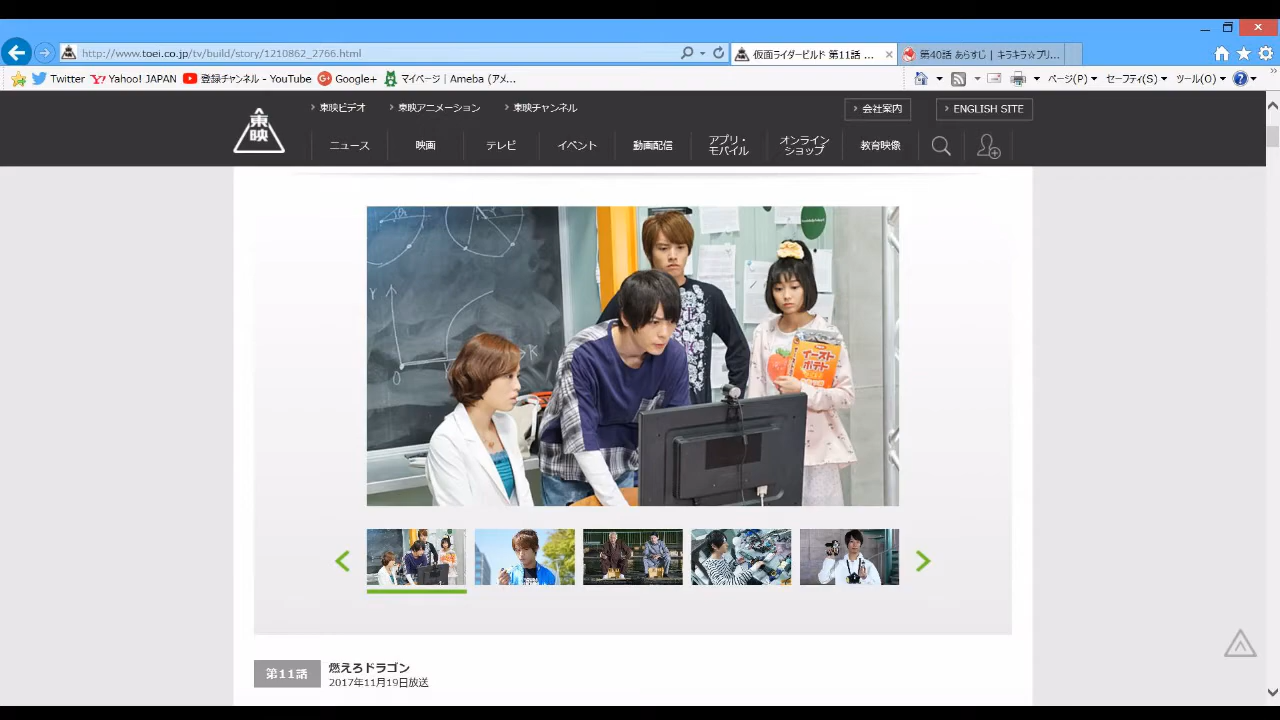 http://www.toei.co.jp/tv/build/story/1210862_2766.html
仮面ライダービルド 第11話 ...
第40話 あらすじ | キラキラ☆プリ...
Twitter
Yahoo! JAPAN
登録チャンネル - YouTube
Google+
マイページ | Ameba (アメ...
ページ(P)
セーフティ(S)
ツール(O)
東映
東映ビデオ
東映アニメーション
東映チャンネル
会社案内
ENGLISH SITE
ニュース
映画
テレビ
イベント
動画配信
アプリ・
モバイル
オンライン
ショップ
教育映像
イースト
ポテト
第11話
燃えろドラゴン
2017年11月19日放送